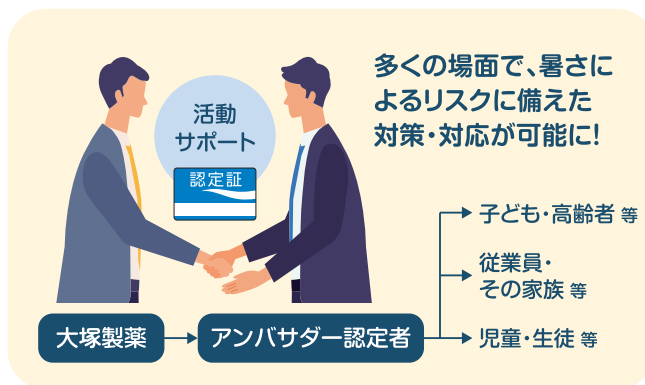 多くの場面で、暑さに
よるリスクに備えた
対策・対応が可能に!
活動
サポート
認定証
大塚製薬
アンバサダー認定者
子ども・高齢者 等
従業員・
その家族 等
児童・生徒 等